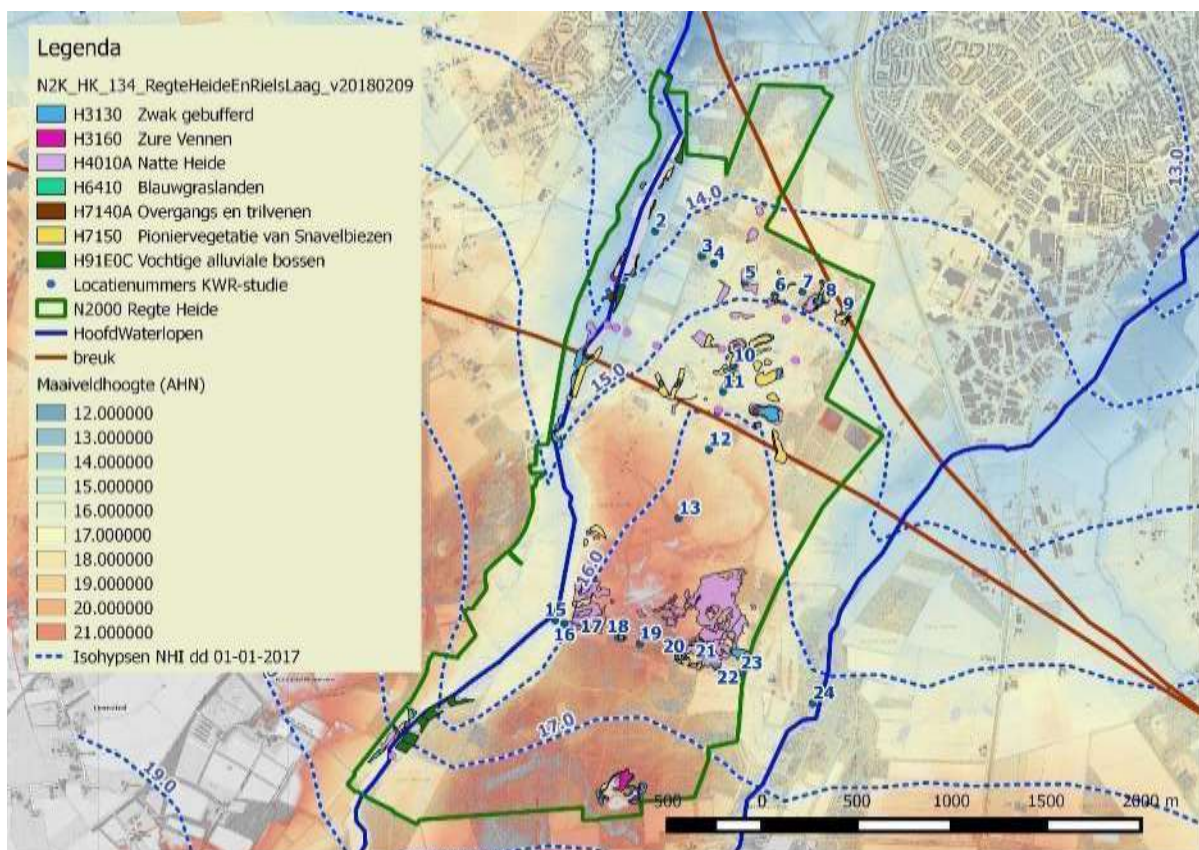 Legenda
N2K_HK_134_RegteHeideEnRielsLaag_v20180209
H3130 Zwak gebufferd
H3160 Zure Vennen
H4010A Natte Heide
H6410 Blauwgraslanden
H7140A Overgangs en trilvenen
H7150 Pioniervegetatie van Snavelbiezen
H91E0C Vochtige alluviale bossen
Locatienummers KWR-studie
N2000 Regte Heide
HoofdWaterlopen
breuk
Maaiveldhoogte (AHN)
12.000000
13.000000
14.000000
15.000000
16.000000
17.000000
18.000000
19.000000
20.000000
21.000000
Isohypsen NHI dd 01-01-2017
13.0
14.0
2
3
4
5
6
7
8
9
10
11
15.0
12
13
16.0
15
16
17
18
19
20
21
22
23
24
17.0
19.0
500 0 500 1000 1500 2000 m